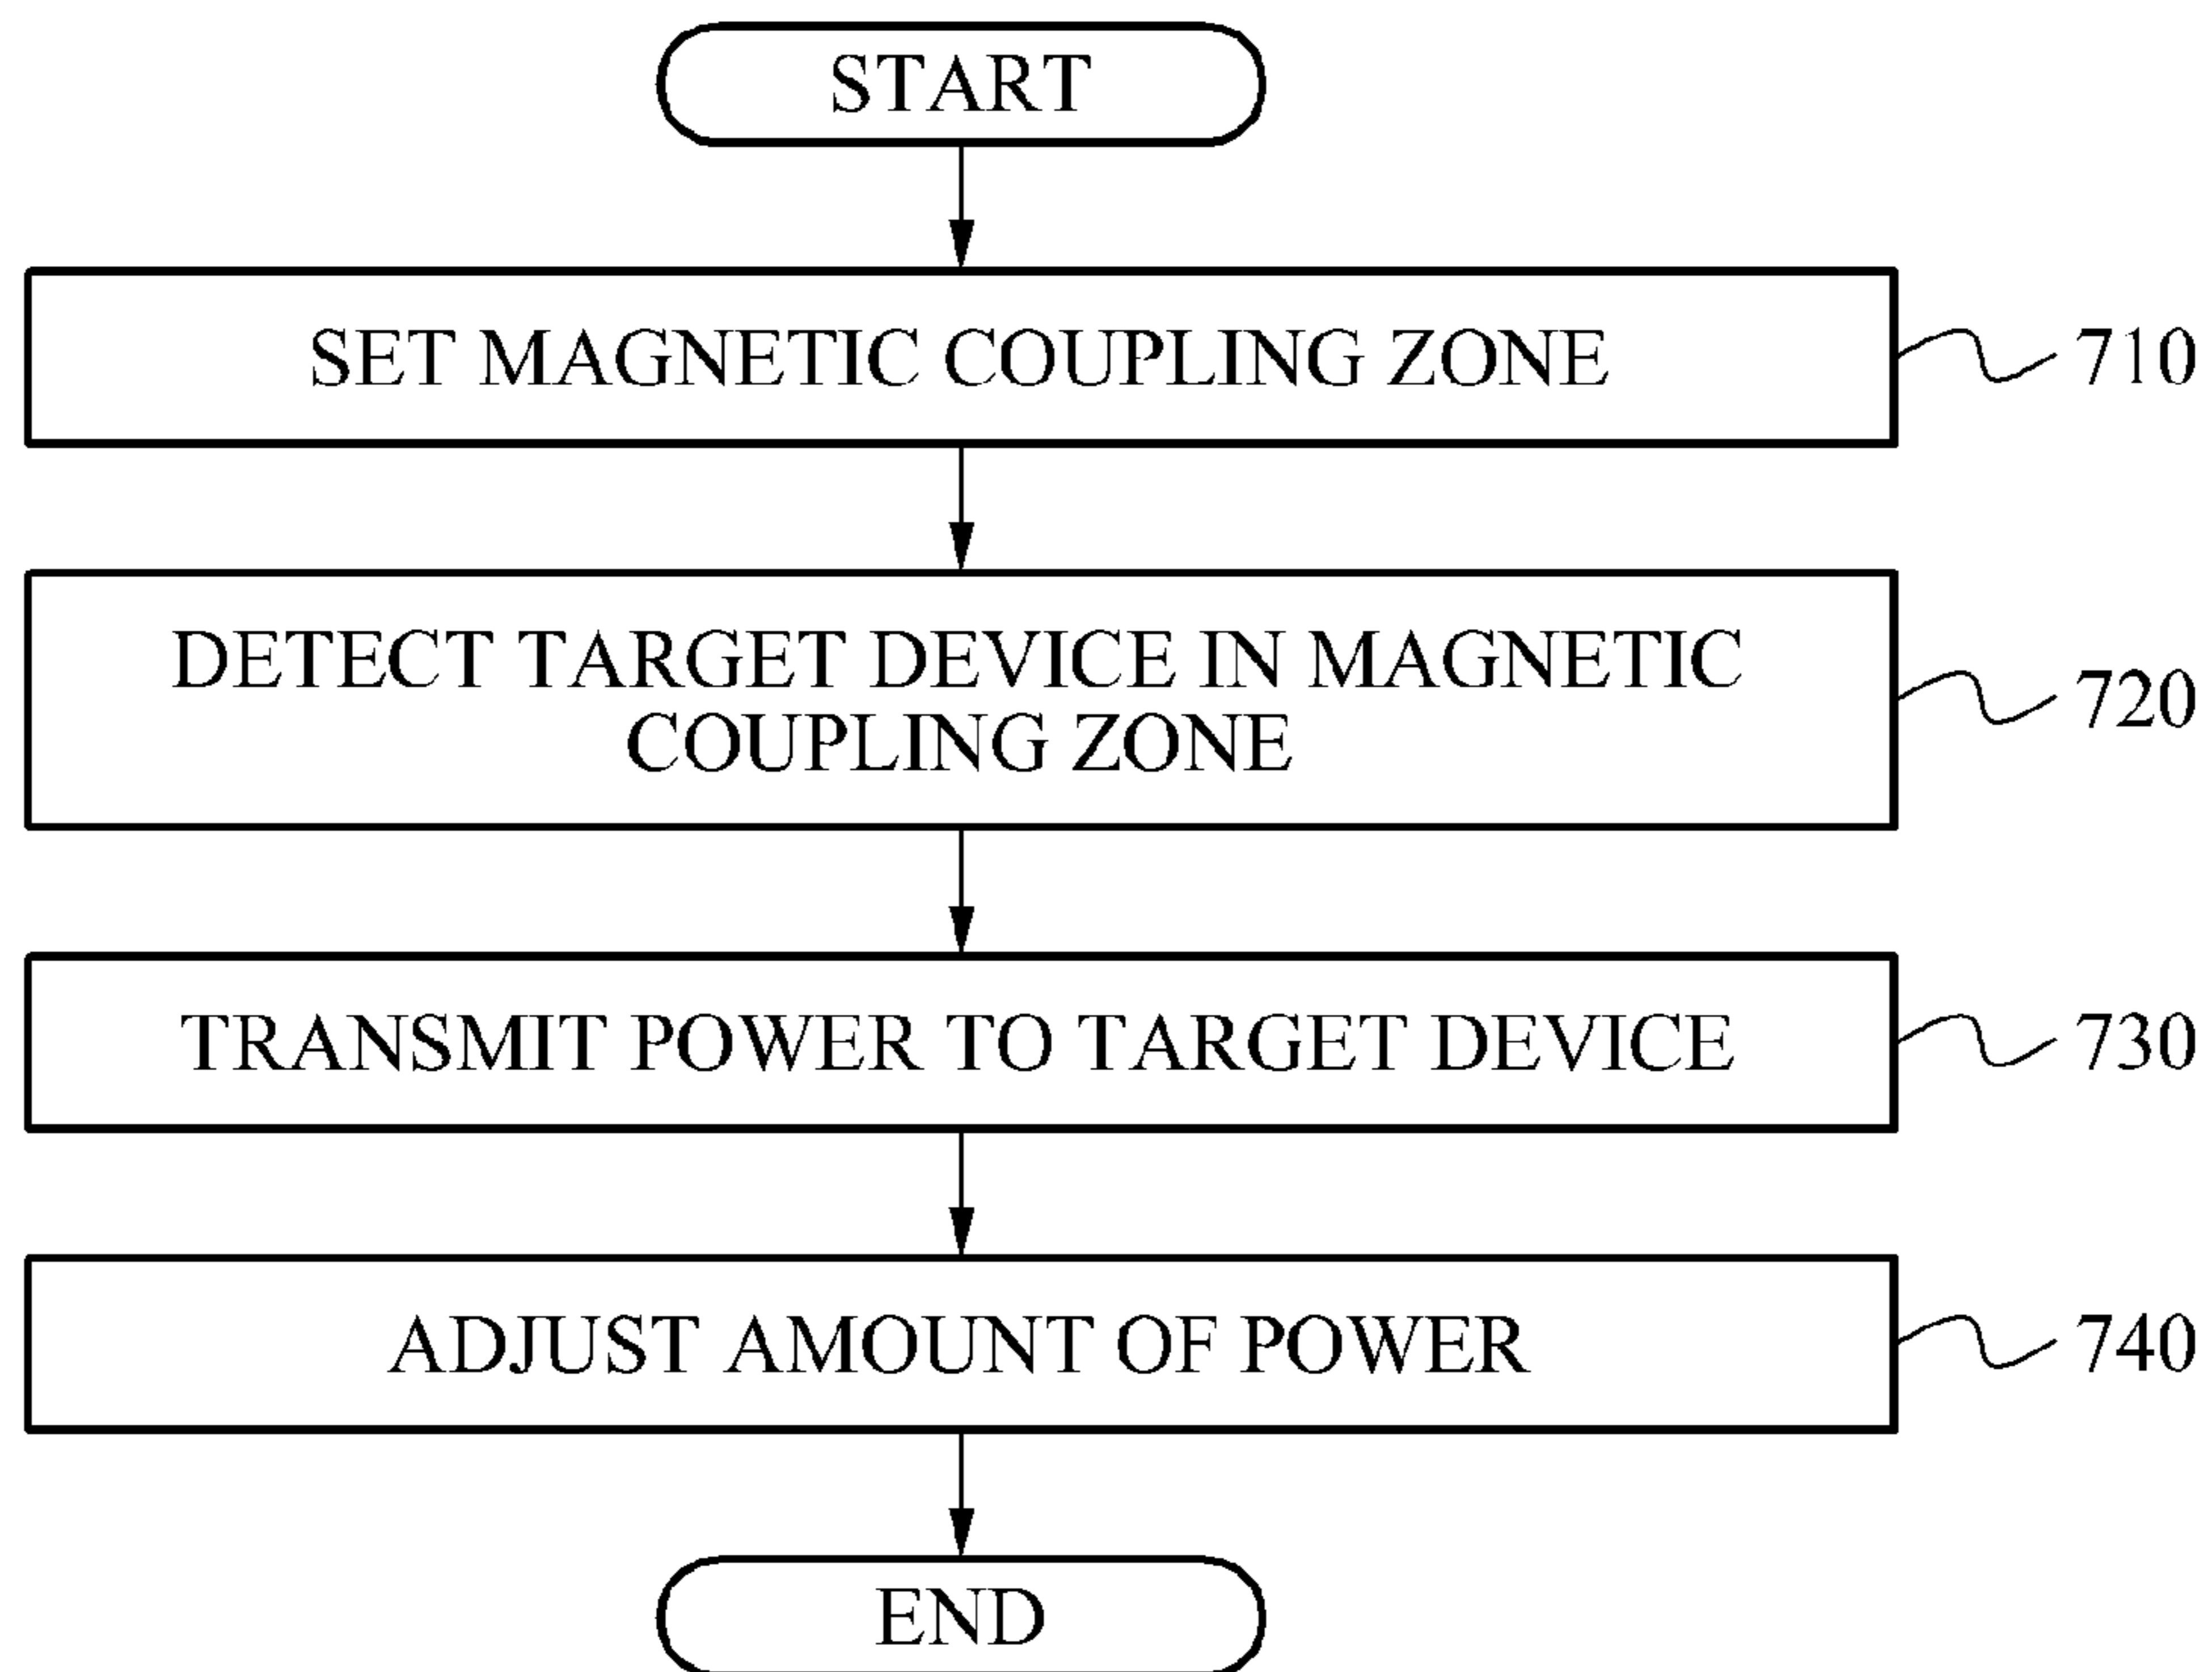 START
SET MAGNETIC COUPLING ZONE
710
DETECT TARGET DEVICE IN MAGNETIC
COUPLING ZONE
720
TRANSMIT POWER TO TARGET DEVICE
730
ADJUST AMOUNT OF POWER
740
END